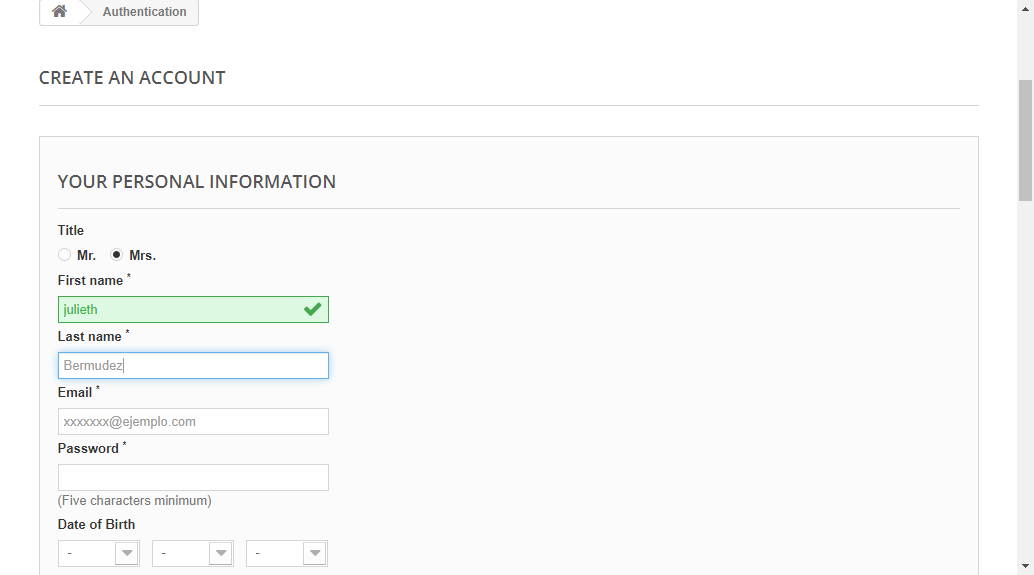 Authentication
CREATE AN ACCOUNT
YOUR PERSONAL INFORMATION
Title
Mr. Mrs.
First name *
julieth
Last name *
Bermudez
Email *
xxxxxxx@ejemplo.com
Password *
(Five characters minimum)
Date of Birth
- - -